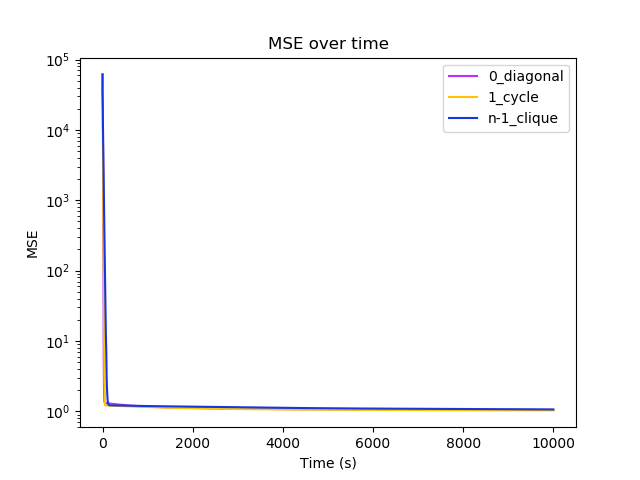 MSE over time
10^5
10^4
10^3
10^2
10^1
10^0
MSE
0_diagonal
1_cycle
n-1_clique
0
2000
4000
6000
8000
10000
Time (s)